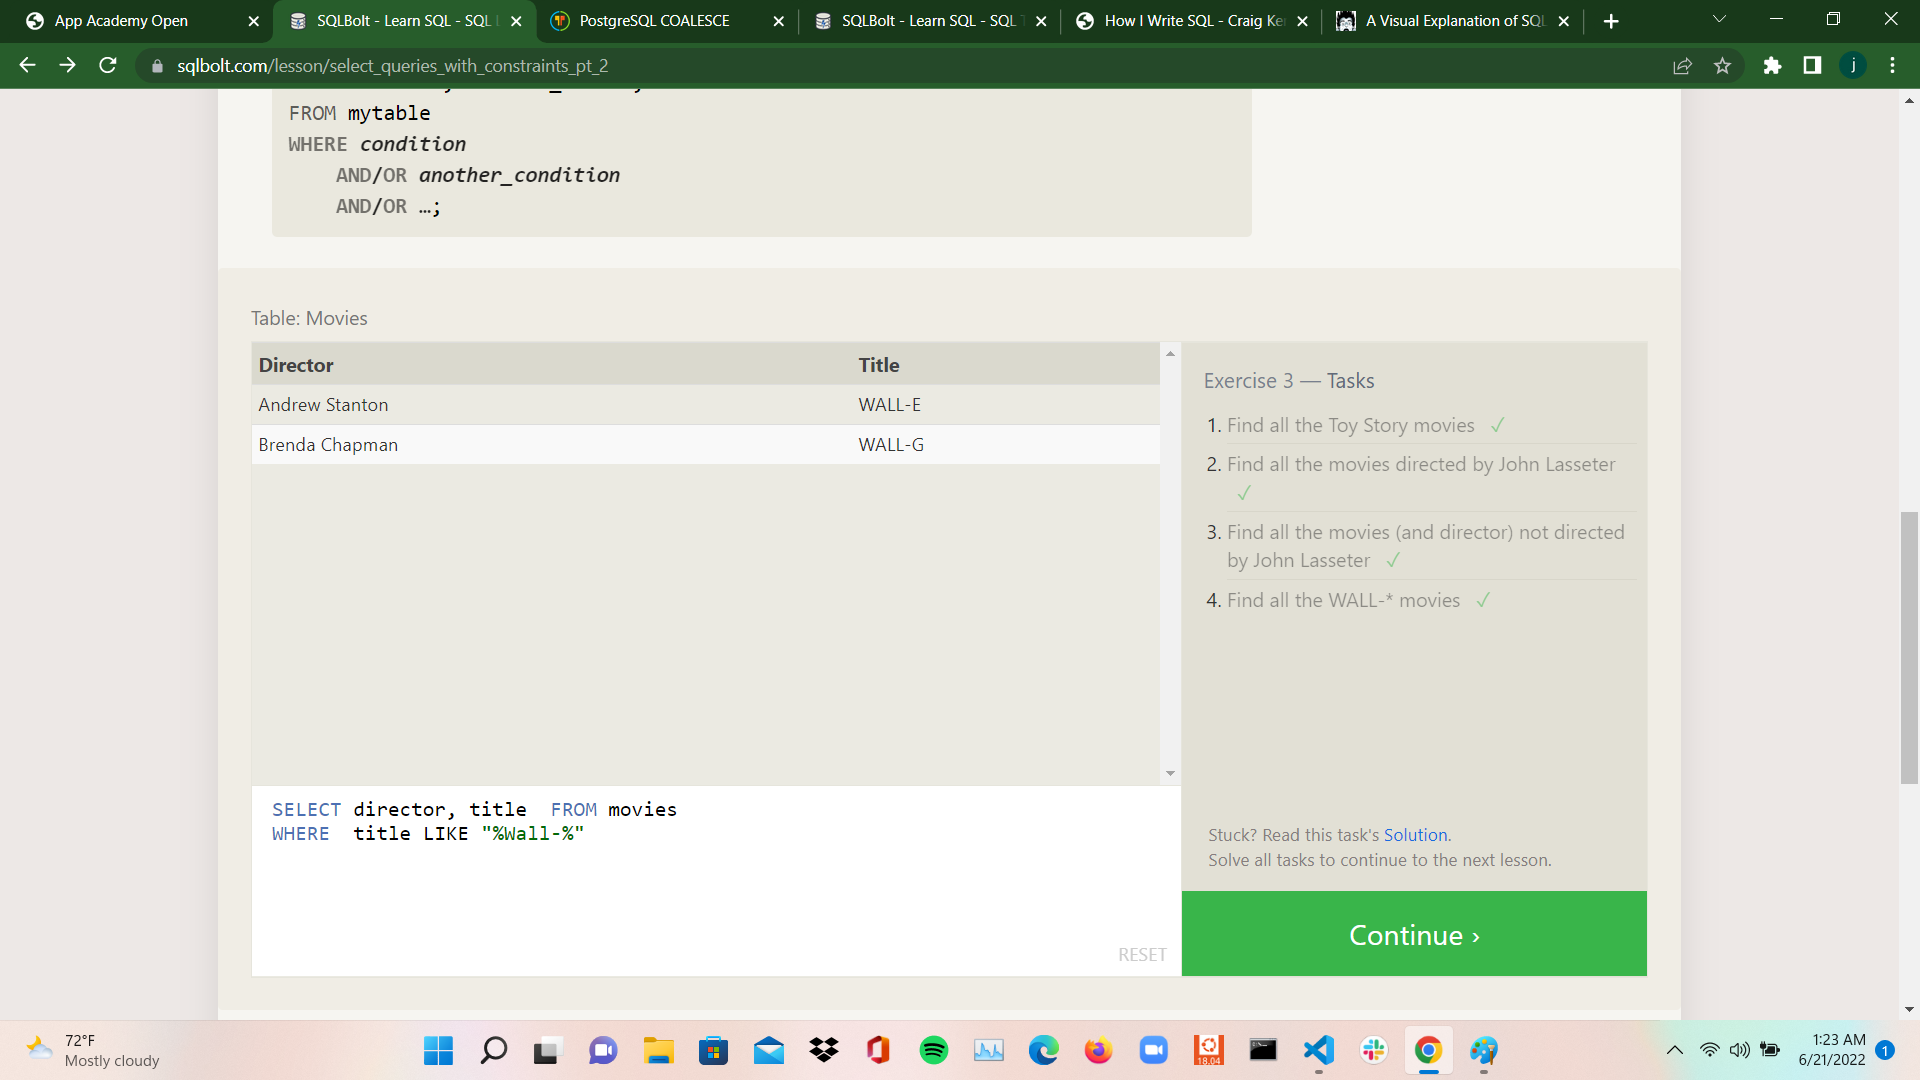 App Academy Open
SQLBolt - Learn SQL - SQL
PostgreSQL COALESCE
SQLBolt - Learn SQL - SQL
How I Write SQL - Craig Ke
A Visual Explanation of SQL
sqlbolt.com/lesson/select_queries_with_constraints_pt_2
j
FROM mytable
WHERE condition
AND/OR another_condition
AND/OR …;
Table: Movies
Director Title
Andrew Stanton WALL-E
Brenda Chapman WALL-G
SELECT director, title  FROM movies
WHERE  title LIKE "%Wall-%"
RESET
Exercise 3 — Tasks
1. Find all the Toy Story movies ✓
2. Find all the movies directed by John Lasseter
✓
3. Find all the movies (and director) not directed
by John Lasseter ✓
4. Find all the WALL-* movies ✓
Stuck? Read this task's Solution.
Solve all tasks to continue to the next lesson.
Continue ›
72°F
Mostly cloudy
18.04
1:23 AM
6/21/2022
1